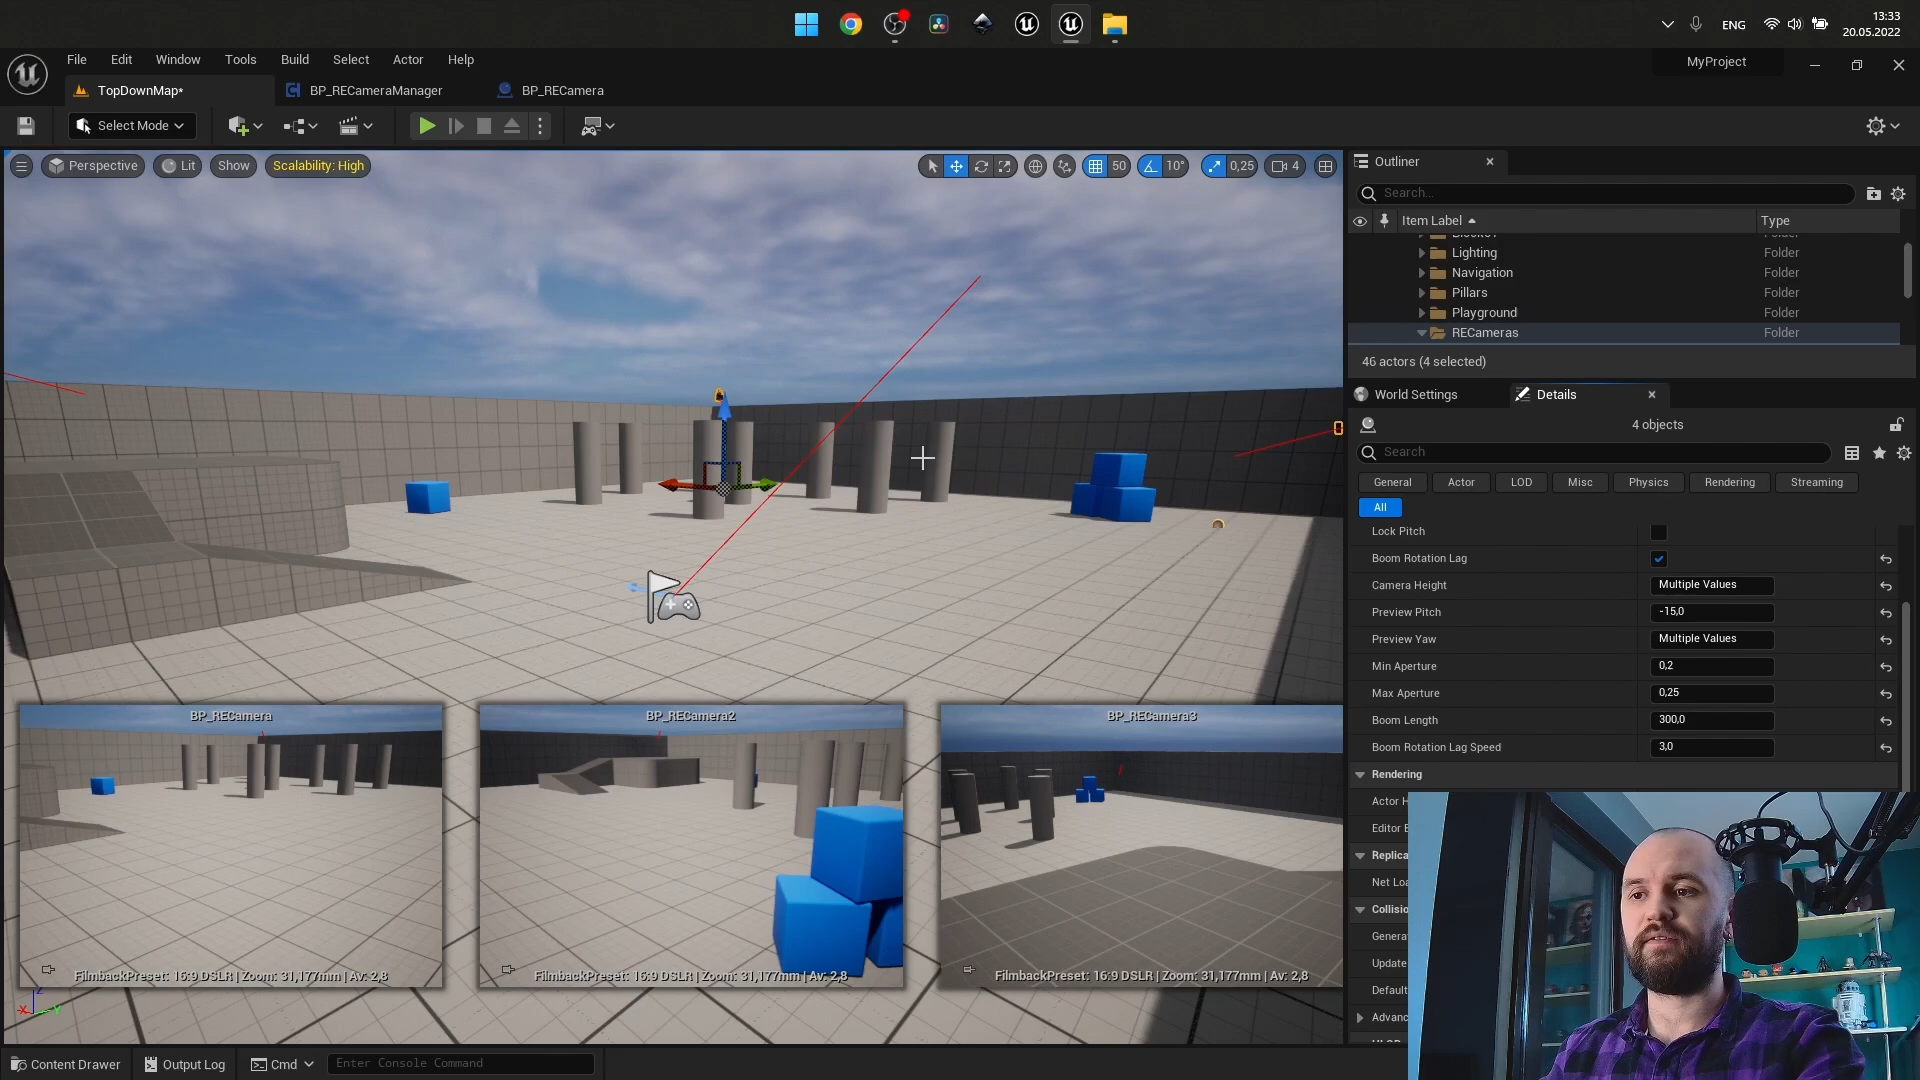 ENG
13:33
20.05.2022
File Edit Window Tools Build Select Actor Help
MyProject
TopDownMap*
BP_RECameraManager
BP_RECamera
Select Mode
Perspective
Lit
Show
Scalability: High
50
10°
0,25
4
Outliner
Search...
Item Label
Type
Lighting Folder
Navigation Folder
Pillars Folder
Playground Folder
RECameras Folder
46 actors (4 selected)
World Settings
Details
4 objects
Search
General Actor LOD Misc Physics Rendering Streaming
All
Lock Pitch
Boom Rotation Lag
Camera Height Multiple Values
Preview Pitch -15,0
Preview Yaw Multiple Values
Min Aperture 0,2
Max Aperture 0,25
Boom Length 300,0
Boom Rotation Lag Speed 3,0
Rendering
Actor H
Editor
Replica
Net Loa
Collisio
Genera
Update
Default
Advanc
BP_RECamera
FilmbackPreset: 16:9 DSLR | Zoom: 31,177mm | Av: 2,8
BP_RECamera2
FilmbackPreset: 16:9 DSLR | Zoom: 31,177mm | Av: 2,8
BP_RECamera3
FilmbackPreset: 16:9 DSLR | Zoom: 31,177mm | Av: 2,8
Z
X
Y
Content Drawer
Output Log
Cmd
Enter Console Command